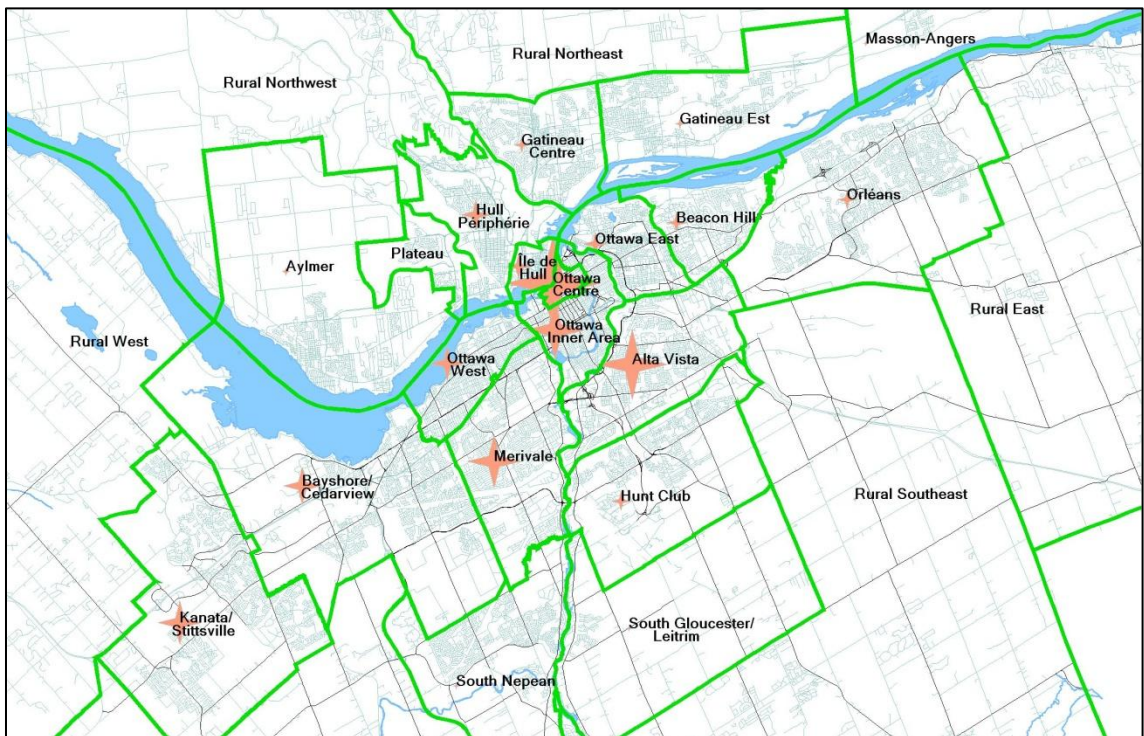 Masson-Angers
Rural Northeast
Rural Northwest
Gatineau Est
Gatineau
Centre
Orléans
Hull
Périphérie
Beacon Hill
Ottawa East
Plateau
Île de
Hull
Aylmer
Ottawa
Centre
Rural East
Ottawa
Inner Area
Rural West
Ottawa
West
Alta Vista
Merivale
Bayshore/
Cedarview
Rural Southeast
Hunt Club
Kanata/
Stittsville
South Gloucester/
Leitrim
South Nepean